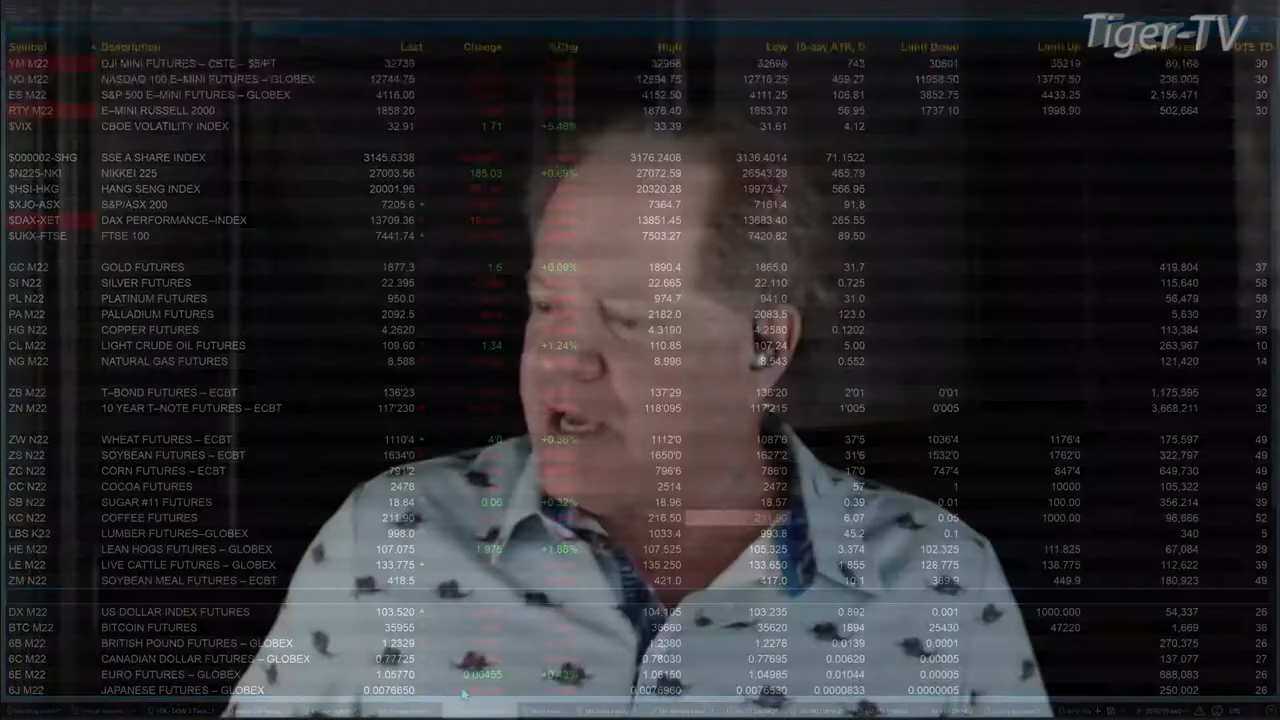 Tiger-TV
Symbol Description Last Change %Chg High Low 10-day ATR, D Limit Down Limit Up
YM M22 DJI MINI FUTURES – CBTE – $5/PT 32739 32966 32696 743 30801 35219 89,168 30
NQ M22 NASDAQ 100 E–MINI FUTURES – GLOBEX 12744.75 12894.75 12716.25 459.27 11958.50 13757.50 236,005 30
ES M22 S&P 500 E–MINI FUTURES – GLOBEX 4116.00 4152.50 4111.25 106.81 3852.75 4433.25 2,156,471 30
RTY M22 E–MINI RUSSELL 2000 1858.20 1876.40 1853.70 56.95 1737.10 1998.90 502,664 30
$VIX CBOE VOLATILITY INDEX 32.91 1.71 +5.48% 33.39 31.61 4.12
$000002-SHG SSE A SHARE INDEX 3145.6338 3176.2408 3136.4014 71.1522
$N225-NKI NIKKEI 225 27003.56 185.03 +0.69% 27072.59 26543.29 465.79
$HSI-HKG HANG SENG INDEX 20001.96 20320.28 19973.47 566.95
$XJO-ASX S&P/ASX 200 7205.6 7364.7 7161.4 91.8
$DAX-XET DAX PERFORMANCE–INDEX 13709.36 13851.45 13683.40 265.55
$UKX-FTSE FTSE 100 7441.74 7503.27 7420.82 89.50
GC M22 GOLD FUTURES 1877.3 1.6 +0.09% 1890.4 1865.0 31.7 419,804 37
SI N22 SILVER FUTURES 22.395 22.665 22.110 0.725 115,640 58
PL N22 PLATINUM FUTURES 950.0 974.7 941.0 31.0 56,479 58
PA M22 PALLADIUM FUTURES 2092.5 2182.0 2083.5 123.0 5,630 37
HG N22 COPPER FUTURES 4.2620 4.3190 4.2580 0.1202 113,384 58
CL M22 LIGHT CRUDE OIL FUTURES 109.60 1.34 +1.24% 110.85 107.24 5.00 263,967 10
NG M22 NATURAL GAS FUTURES 8.588 8.996 8.543 0.552 121,420 14
ZB M22 T–BOND FUTURES – ECBT 136'23 137'29 136'20 2'01 0'01 1,175,595 32
ZN M22 10 YEAR T–NOTE FUTURES – ECBT 117'230 118'095 117'215 1'005 0'005 3,668,211 32
ZW N22 WHEAT FUTURES – ECBT 1110'4 4'0 +0.36% 1112'0 1087'6 37'5 1036'4 1176'4 175,597 49
ZS N22 SOYBEAN FUTURES – ECBT 1634'0 1650'0 1627'2 31'6 1532'0 1762'0 322,797 49
ZC N22 CORN FUTURES – ECBT 791'2 796'6 786'0 17'0 747'4 847'4 649,730 49
CC N22 COCOA FUTURES 2478 2514 2472 57 1 10000 105,322 49
SB N22 SUGAR #11 FUTURES 18.64 0.06 +0.32% 18.96 18.57 0.39 0.01 100.00 356,214 39
KC N22 COFFEE FUTURES 211.90 216.50 211.90 6.07 0.05 1000.00 96,666 52
LBS K22 LUMBER FUTURES–GLOBEX 998.0 1033.4 993.8 45.2 0.1 340 5
HE M22 LEAN HOGS FUTURES – GLOBEX 107.075 1.975 +1.88% 107.525 105.325 3.374 102.325 111.825 67,084 29
LE M22 LIVE CATTLE FUTURES – GLOBEX 133.775 135.250 133.650 1.855 128.775 138.775 112,622 39
ZM N22 SOYBEAN MEAL FUTURES – ECBT 418.5 421.0 417.0 10.1 389.9 449.9 180,923 49
DX M22 US DOLLAR INDEX FUTURES 103.520 104.105 103.235 0.892 0.001 1000.000 54,337 26
BTC M22 BITCOIN FUTURES 35955 36660 35620 1894 25430 47220 1,669 36
6B M22 BRITISH POUND FUTURES – GLOBEX 1.2329 1.2380 1.2276 0.0139 0.0001 270,375 26
6C M22 CANADIAN DOLLAR FUTURES – GLOBEX 0.77725 0.78030 0.77695 0.00629 0.00005 137,077 27
6E M22 EURO FUTURES – GLOBEX 1.05770 0.00455 1.06150 1.04985 0.01044 0.00005 688,083 26
6J M22 JAPANESE FUTURES – GLOBEX 0.0076850 0.0076960 0.0076530 0.0000833 0.0000005 250,002 26